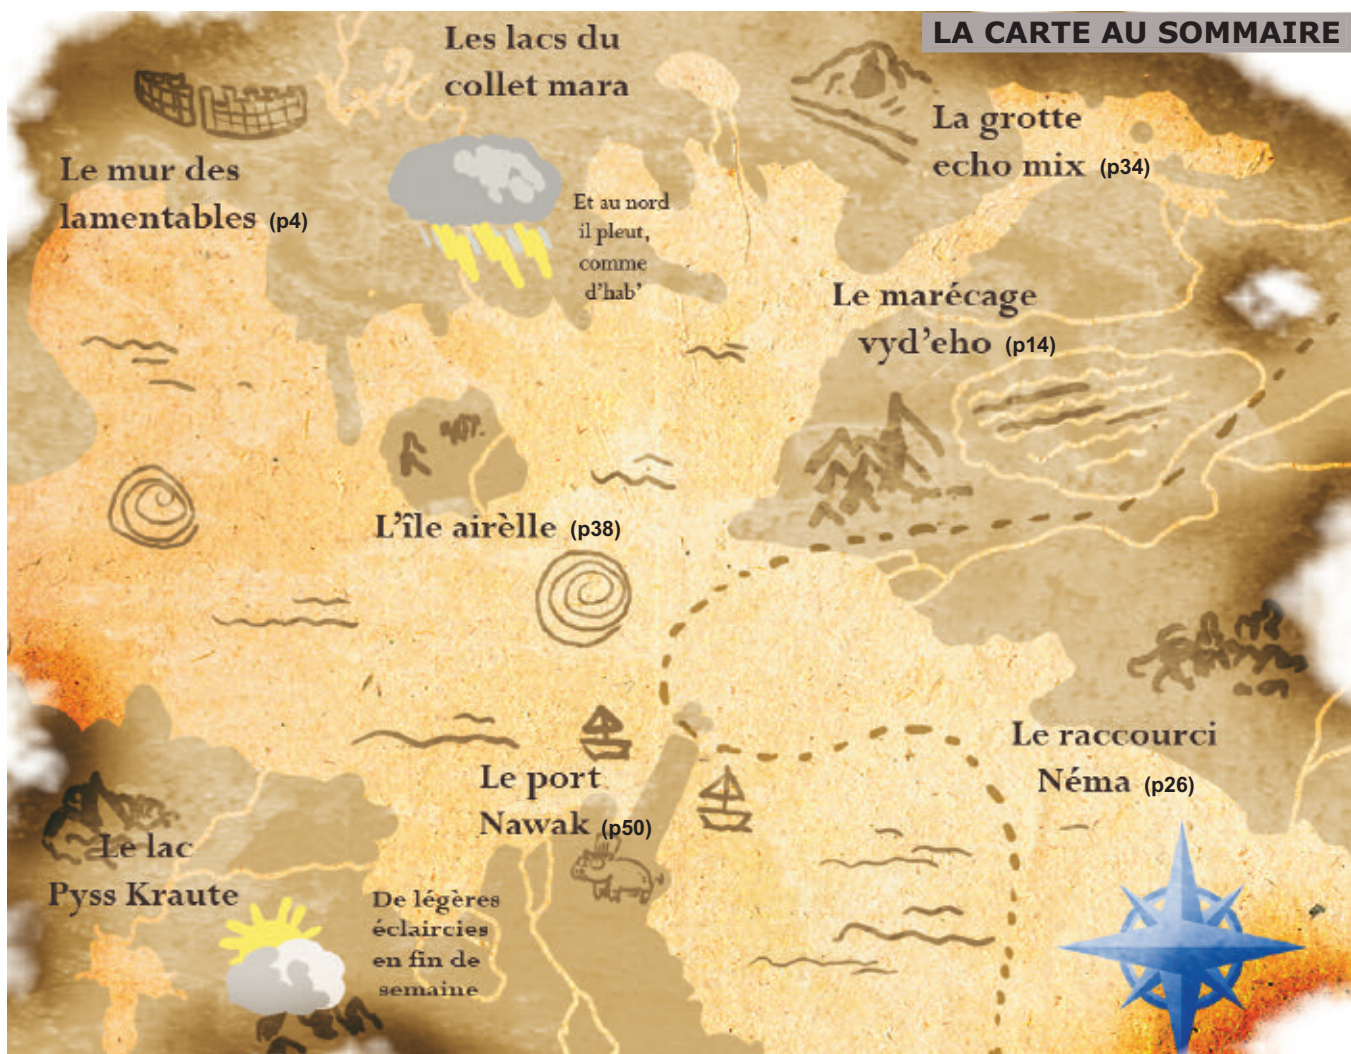 LA CARTE AU SOMMAIRE
Les lacs du
collet mara
La grotte
echo mix (p34)
Le mur des
lamentables (p4)
Et au nord
il pleut,
comme
d'hab'
Le marécage
vyd'eho (p14)
L'île airèlle (p38)
Le raccourci
Néma (p26)
Le port
Nawak (p50)
Le lac
Pyss Kraute
De légères
éclaircies
en fin de
semaine